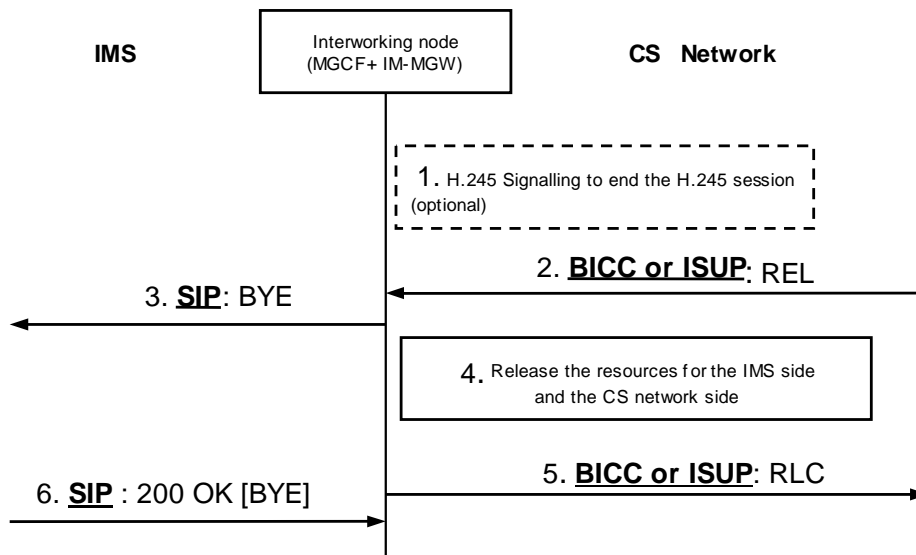 IMS
Interworking node
(MGCF+ IM-MGW)
CS Network
1. H.245 Signalling to end the H.245 session
(optional)
2. BICC or ISUP: REL
3. SIP: BYE
4. Release the resources for the IMS side
and the CS network side
5. BICC or ISUP: RLC
6. SIP : 200 OK [BYE]